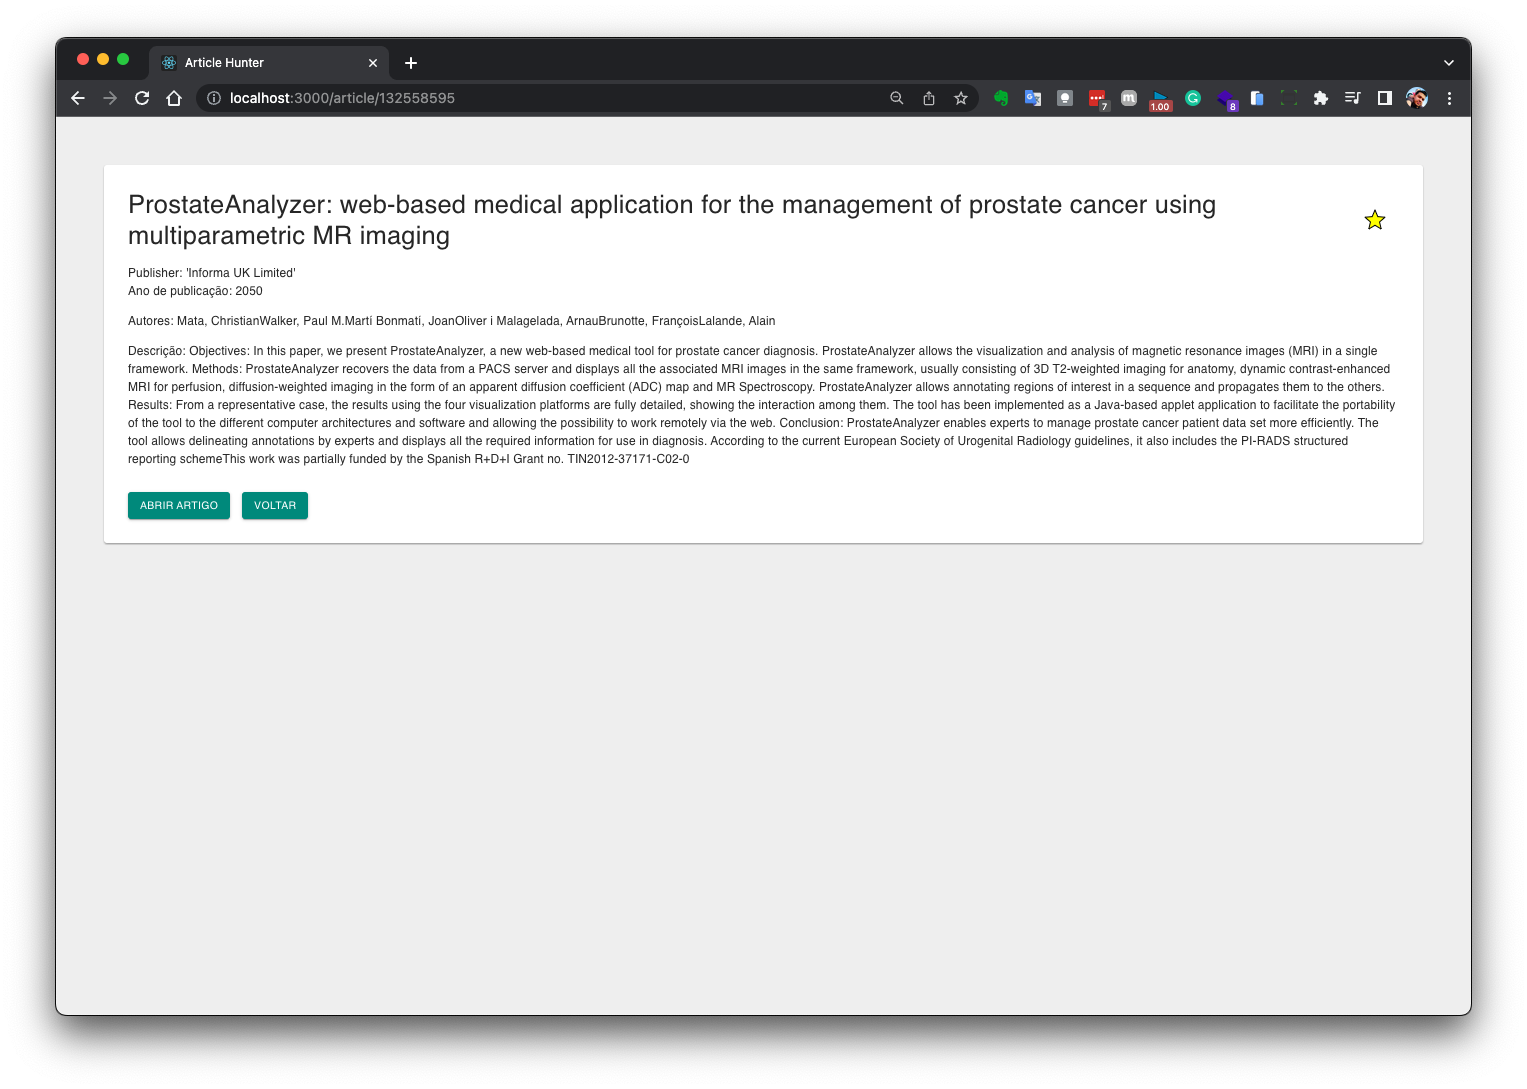 Article Hunter
localhost:3000/article/132558595
7
1.00
8
ProstateAnalyzer: web-based medical application for the management of prostate cancer using
multiparametric MR imaging
Publisher: 'Informa UK Limited'
Ano de publicação: 2050
Autores: Mata, ChristianWalker, Paul M.Martí Bonmatí, JoanOliver i Malagelada, ArnauBrunotte, FrançoisLalande, Alain
Descrição: Objectives: In this paper, we present ProstateAnalyzer, a new web-based medical tool for prostate cancer diagnosis. ProstateAnalyzer allows the visualization and analysis of magnetic resonance images (MRI) in a single
framework. Methods: ProstateAnalyzer recovers the data from a PACS server and displays all the associated MRI images in the same framework, usually consisting of 3D T2-weighted imaging for anatomy, dynamic contrast-enhanced
MRI for perfusion, diffusion-weighted imaging in the form of an apparent diffusion coefficient (ADC) map and MR Spectroscopy. ProstateAnalyzer allows annotating regions of interest in a sequence and propagates them to the others.
Results: From a representative case, the results using the four visualization platforms are fully detailed, showing the interaction among them. The tool has been implemented as a Java-based applet application to facilitate the portability
of the tool to the different computer architectures and software and allowing the possibility to work remotely via the web. Conclusion: ProstateAnalyzer enables experts to manage prostate cancer patient data set more efficiently. The
tool allows delineating annotations by experts and displays all the required information for use in diagnosis. According to the current European Society of Urogenital Radiology guidelines, it also includes the PI-RADS structured
reporting schemeThis work was partially funded by the Spanish R+D+I Grant no. TIN2012-37171-C02-0
ABRIR ARTIGO
VOLTAR